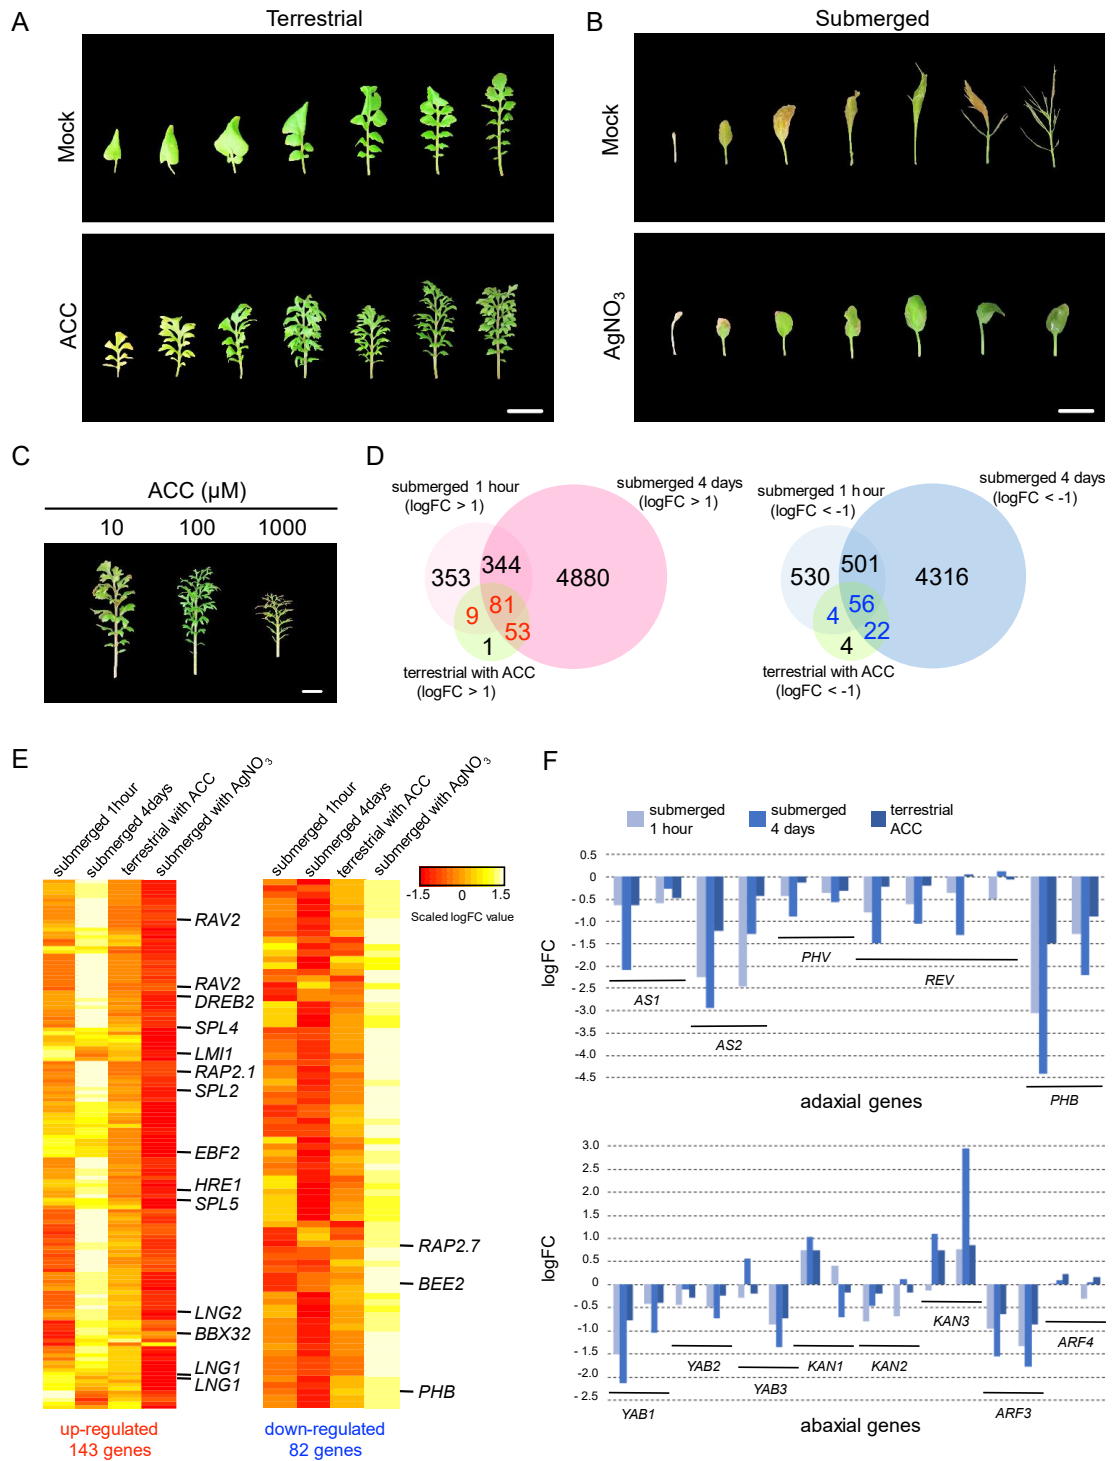 A
Terrestrial
Mock
ACC
B
Submerged
Mock
AgNO3
C
ACC (µM)
10 100 1000
D
submerged 1 hour
(logFC > 1)
submerged 4 days
(logFC > 1)
353
344
4880
9
81
53
1
terrestrial with ACC
(logFC > 1)
submerged 1 hour
(logFC < -1)
submerged 4 days
(logFC < -1)
530
501
4316
4
56
22
4
terrestrial with ACC
(logFC < -1)
E
submerged 1hour
submerged 4days
terrestrial with ACC
submerged with AgNO3
RAV2
RAV2
DREB2
SPL4
LMI1
RAP2.1
SPL2
EBF2
HRE1
SPL5
LNG2
BBX32
LNG1
LNG1
up-regulated
143 genes
submerged 1hour
submerged 4days
terrestrial with ACC
submerged with AgNO3
-1.5 0 1.5
Scaled logFC value
RAP2.7
BEE2
PHB
down-regulated
82 genes
F
submerged
1 hour
submerged
4 days
terrestrial
ACC
logFC
0.5
0
- 0.5
- 1.0
- 1.5
- 2.0
- 2.5
- 3.0
- 3.5
- 4.0
- 4.5
AS1
AS2
PHV
REV
PHB
adaxial genes
logFC
3.0
2.5
2.0
1.5
1.0
0.5
0
- 0.5
- 1.0
- 1.5
- 2.0
- 2.5
YAB1
YAB2
YAB3
KAN1
KAN2
KAN3
ARF3
ARF4
abaxial genes